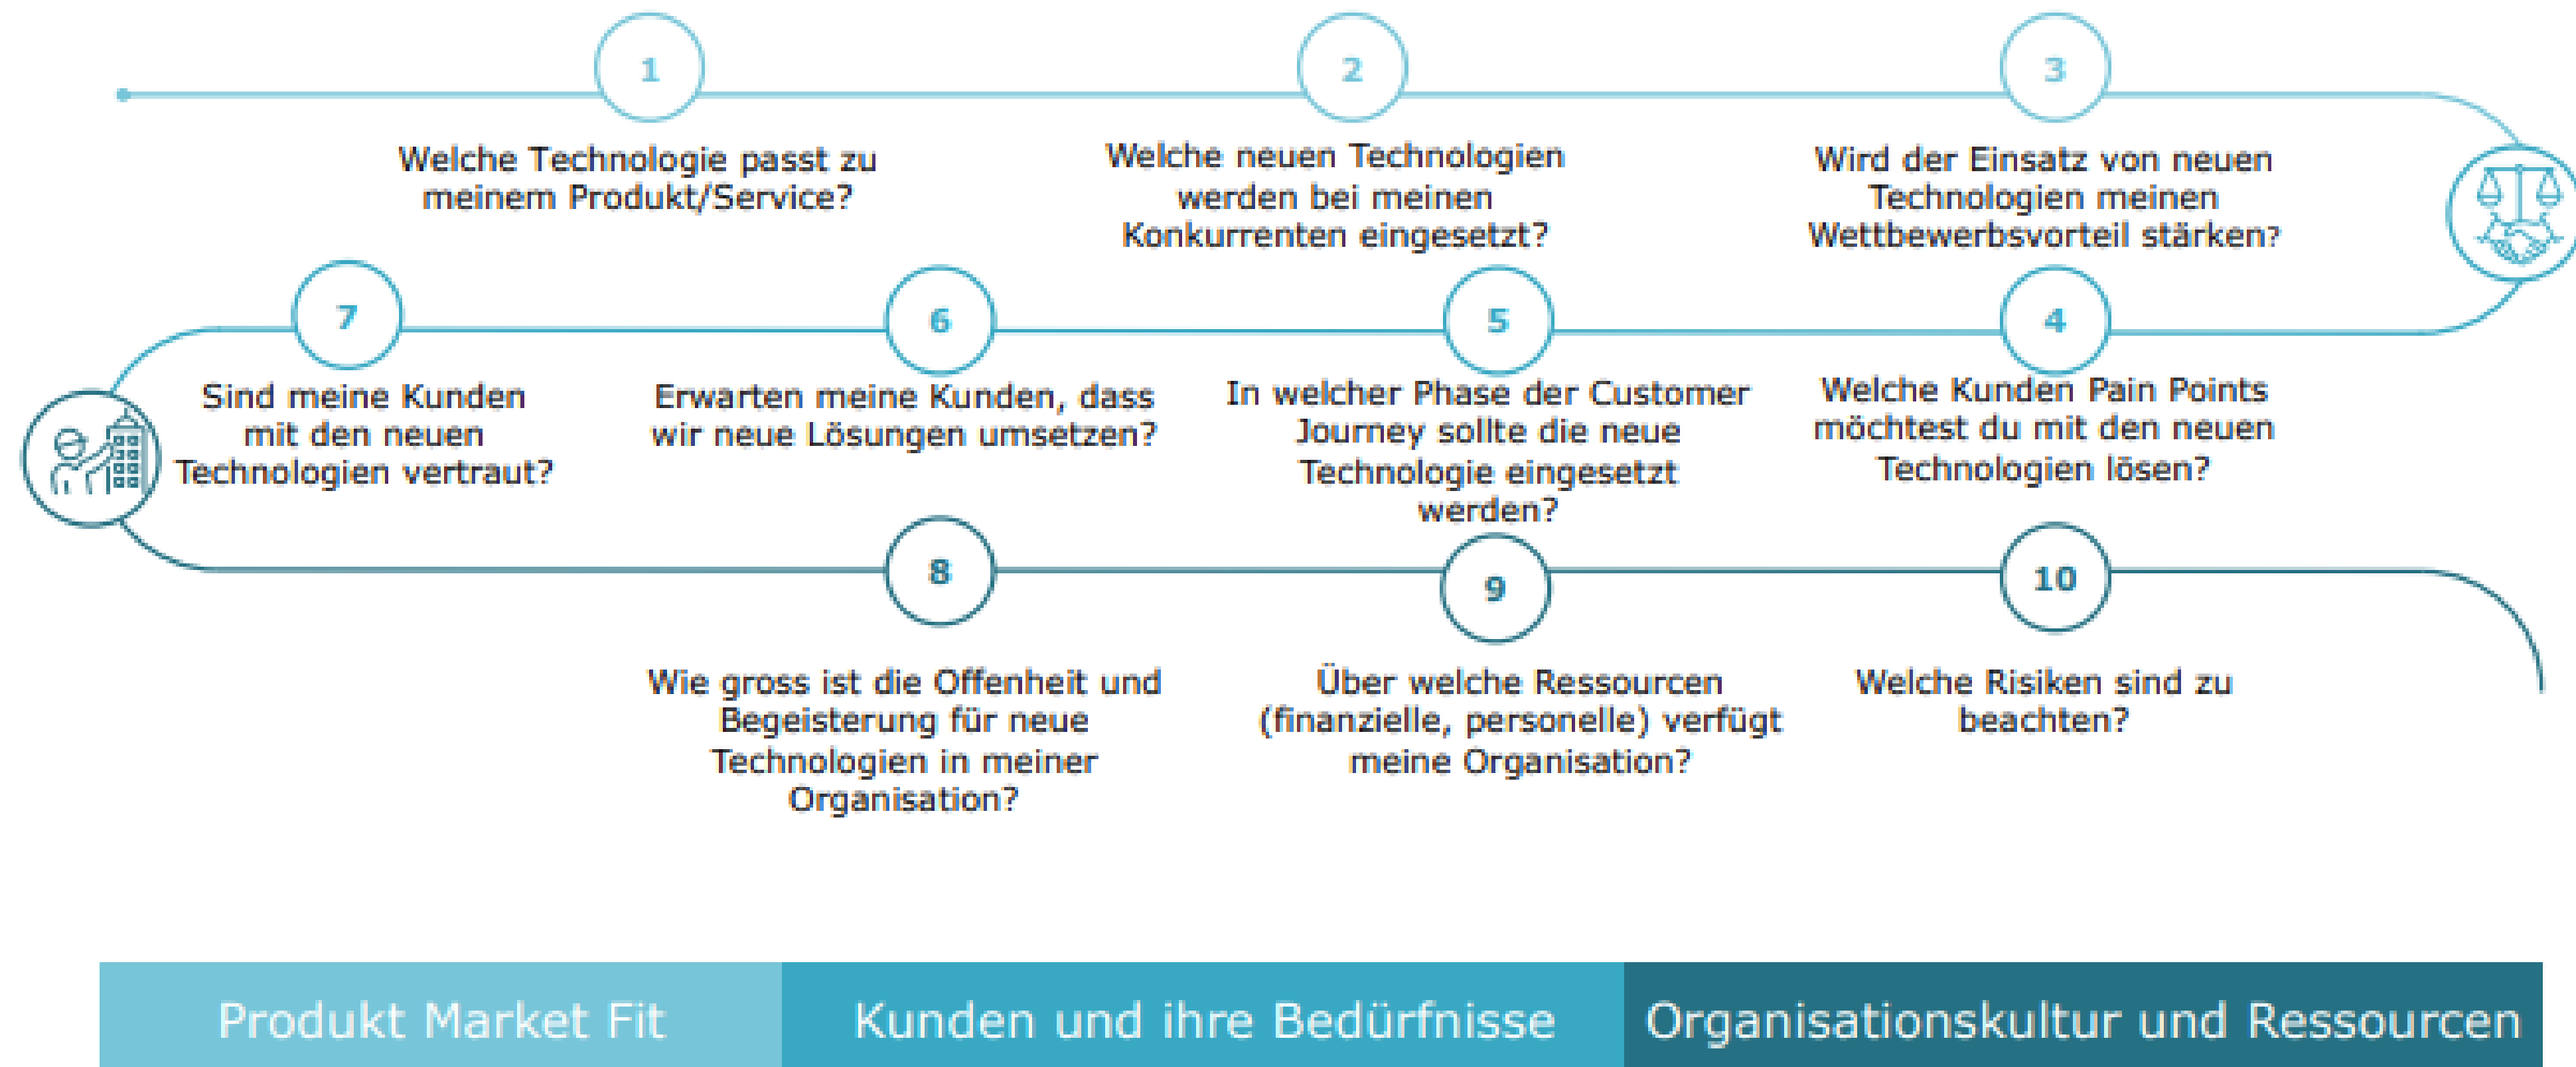 1
Welche Technologie passt zu
meinem Produkt/Service?
2
Welche neuen Technologien
werden bei meinen
Konkurrenten eingesetzt?
3
Wird der Einsatz von neuen
Technologien meinen
Wettbewerbsvorteil stärken?
4
Welche Kunden Pain Points
möchtest du mit den neuen
Technologien lösen?
5
In welcher Phase der Customer
Journey sollte die neue
Technologie eingesetzt
werden?
6
Erwarten meine Kunden, dass
wir neue Lösungen umsetzen?
7
Sind meine Kunden
mit den neuen
Technologien vertraut?
8
Wie gross ist die Offenheit und
Begeisterung für neue
Technologien in meiner
Organisation?
9
Über welche Ressourcen
(finanzielle, personelle) verfügt
meine Organisation?
10
Welche Risiken sind zu
beachten?
Produkt Market Fit
Kunden und ihre Bedürfnisse
Organisationskultur und Ressourcen